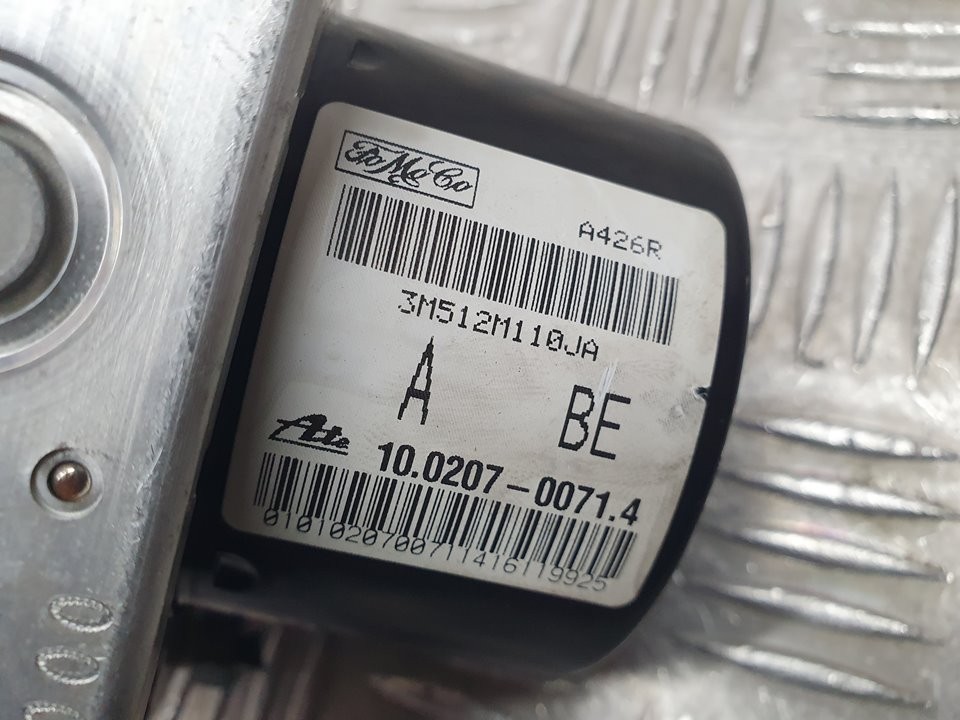 FoMoCo
A426R
3M512M110JA
A BE
Ate 10.0207-0071.4
0101020700711416119925